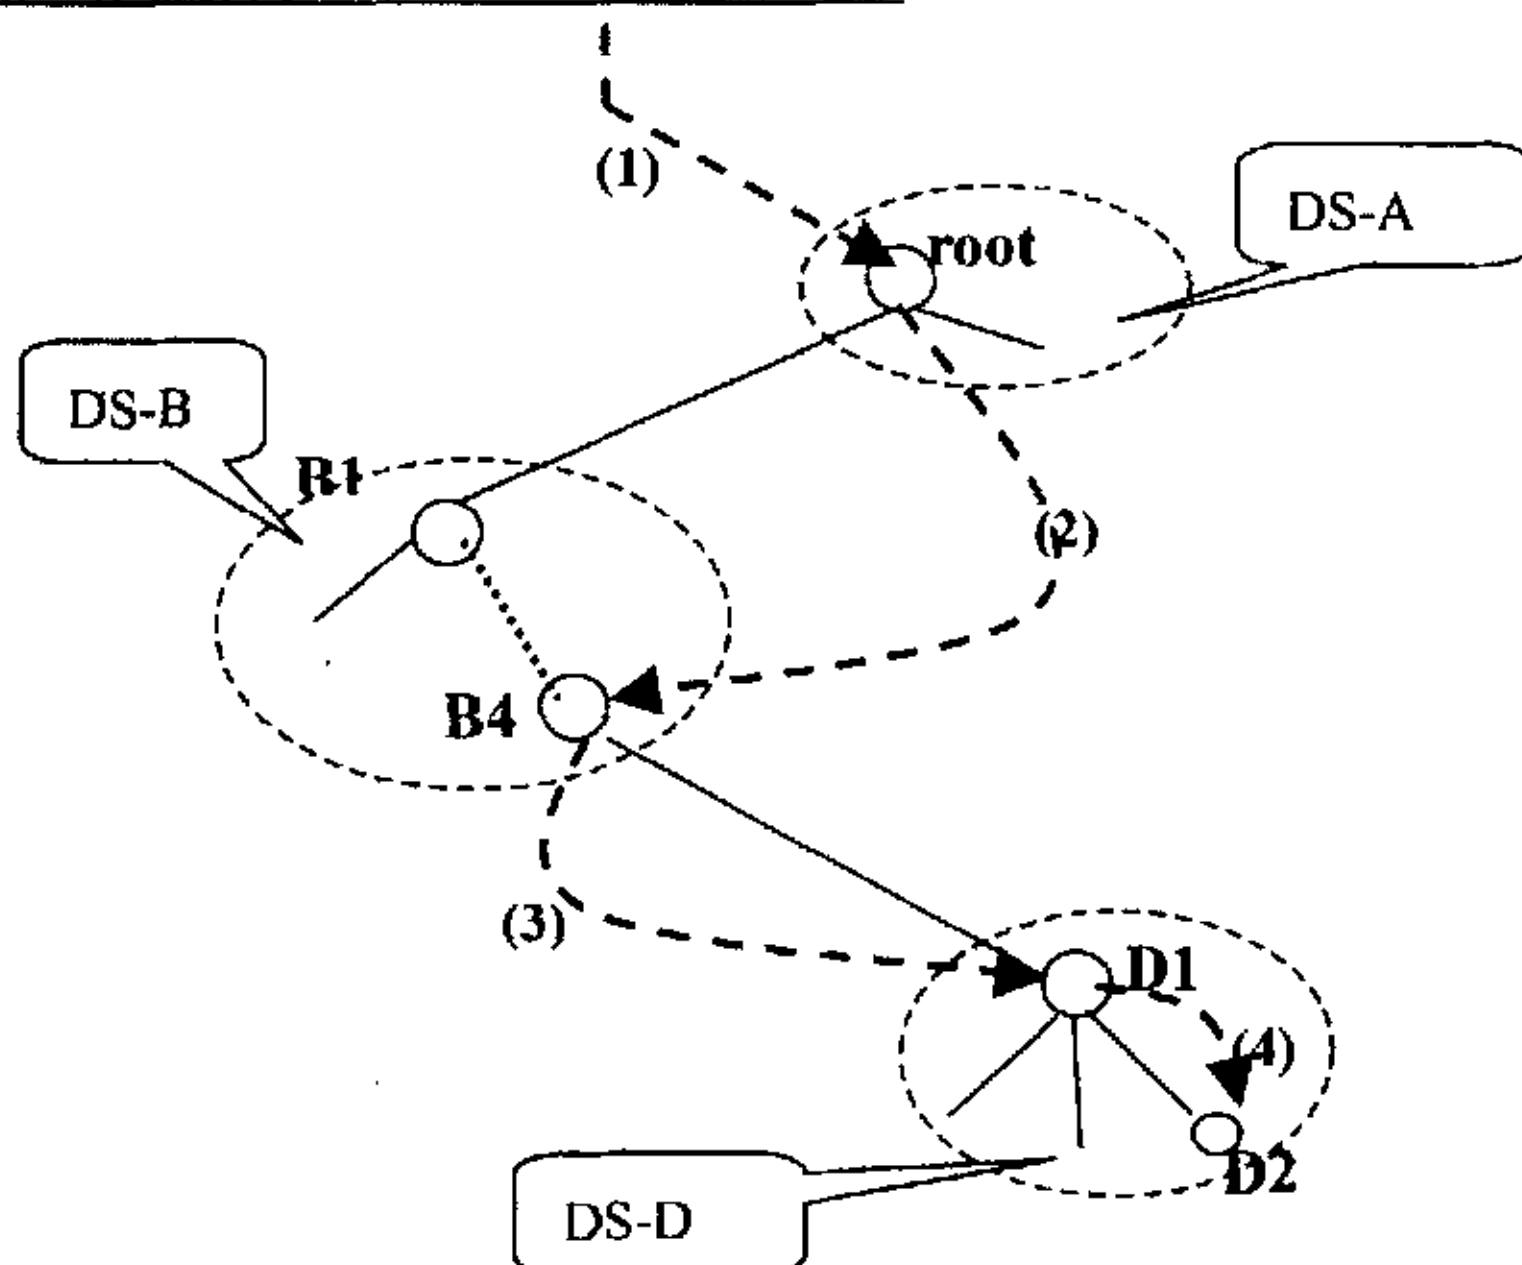 (1)
root
DS-A
DS-B
B1
(2)
B4
(3)
D1
(4)
D2
DS-D